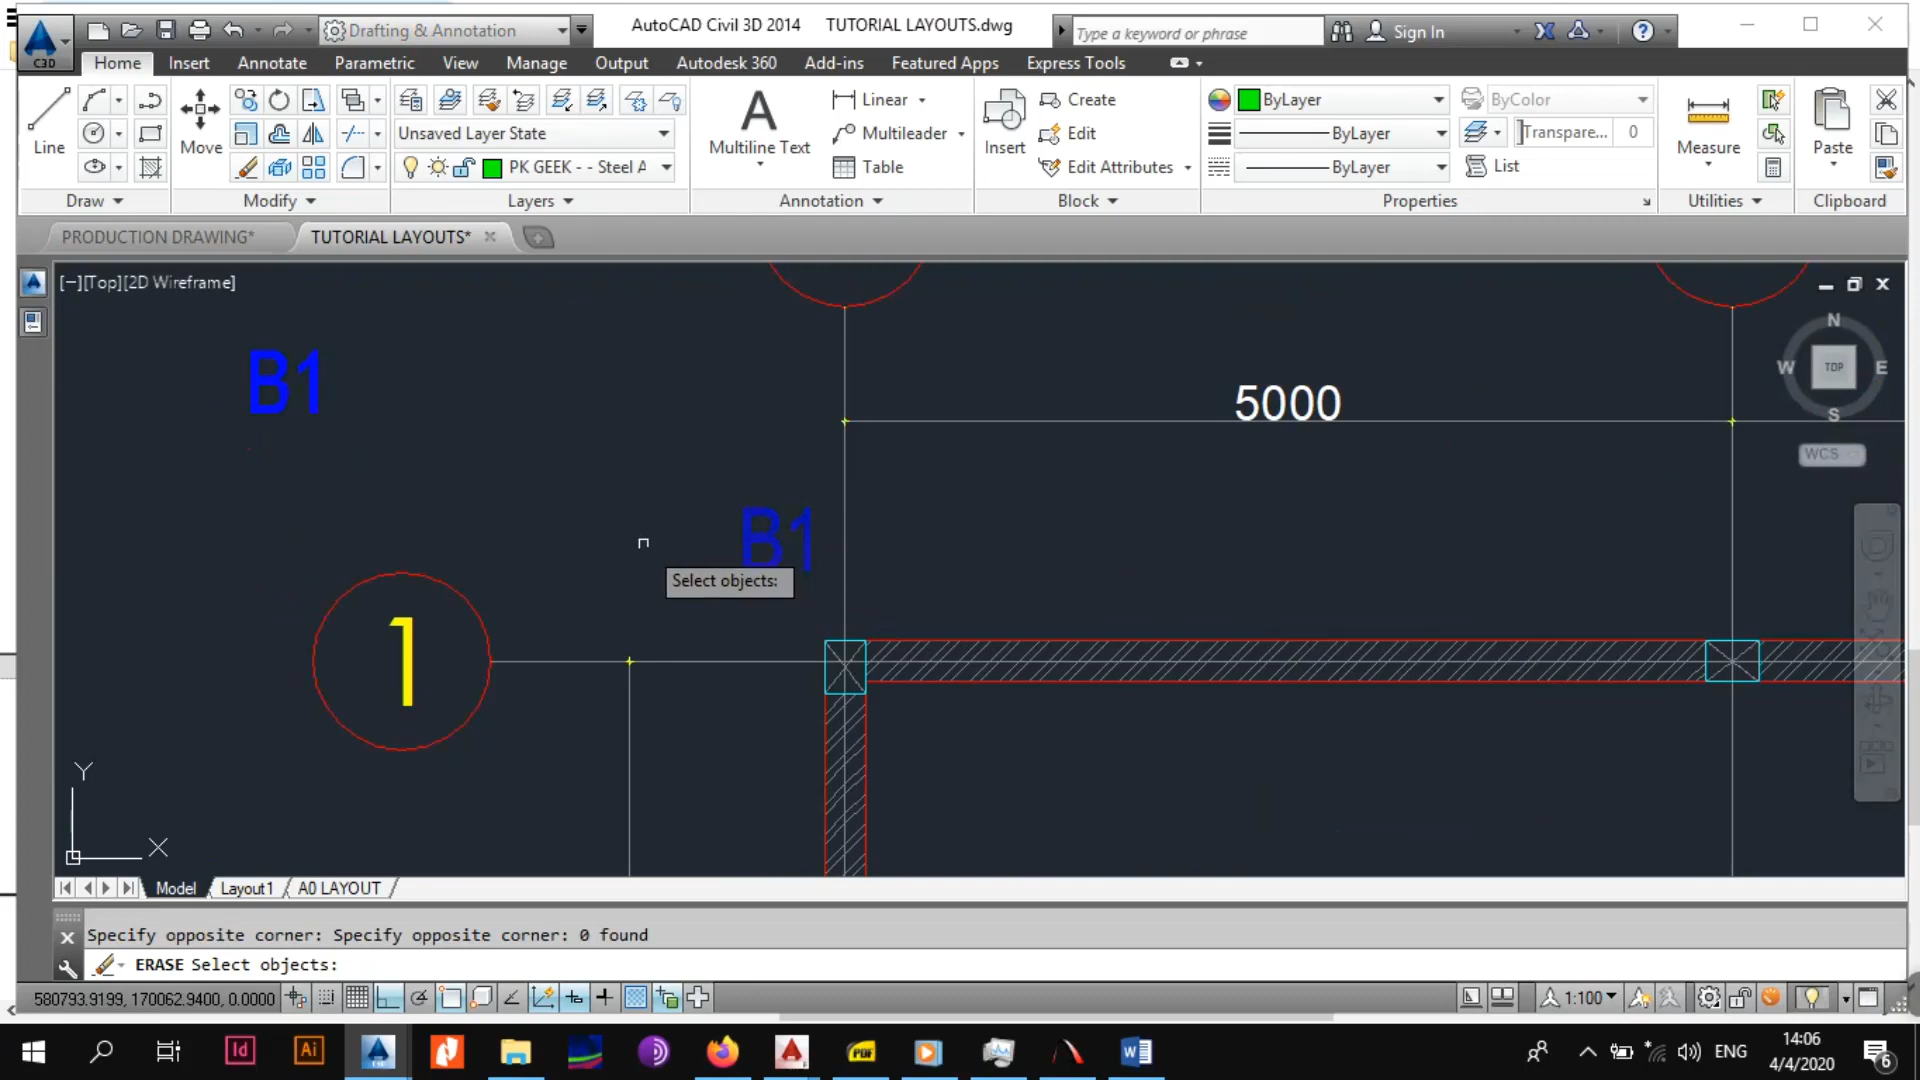 Drafting & Annotation
AutoCAD Civil 3D 2014 TUTORIAL LAYOUTS.dwg
Type a keyword or phrase
Sign In
C3D
Home Insert Annotate Parametric View Manage Output Autodesk 360 Add-ins Featured Apps Express Tools
Line
Move
Unsaved Layer State
PK GEEK - - Steel A
Multiline Text
Linear
Multileader
Table
Insert
Create
Edit
Edit Attributes
ByLayer
ByLayer
ByLayer
ByColor
Transpare... 0
List
Measure
Paste
Draw Modify Layers Annotation Block Properties Utilities Clipboard
PRODUCTION DRAWING* TUTORIAL LAYOUTS*
[−][Top][2D Wireframe]
N
W TOP E
S
WCS
B1
5000
B1
Select objects:
1
Y
X
Model Layout1 A0 LAYOUT
Specify opposite corner: Specify opposite corner: 0 found
ERASE Select objects:
580793.9199, 170062.9400, 0.0000
1:100
Id
Ai
PDF
W
ENG
14:06
4/4/2020
6